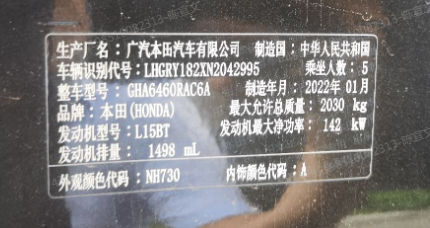 生产厂名：广汽本田汽车有限公司 制造国：中华人民共和国
车辆识别代号：LHGRY182XN2042995 乘坐人数：5
整车型号：GHA6460RAC6A 制造年月：2022年01月
品牌：本田(HONDA) 最大允许总质量：2030 kg
发动机型号：L15BT 发动机最大净功率：142 kW
发动机排量：1498 mL
外观颜色代码：NH730 内饰颜色代码：A